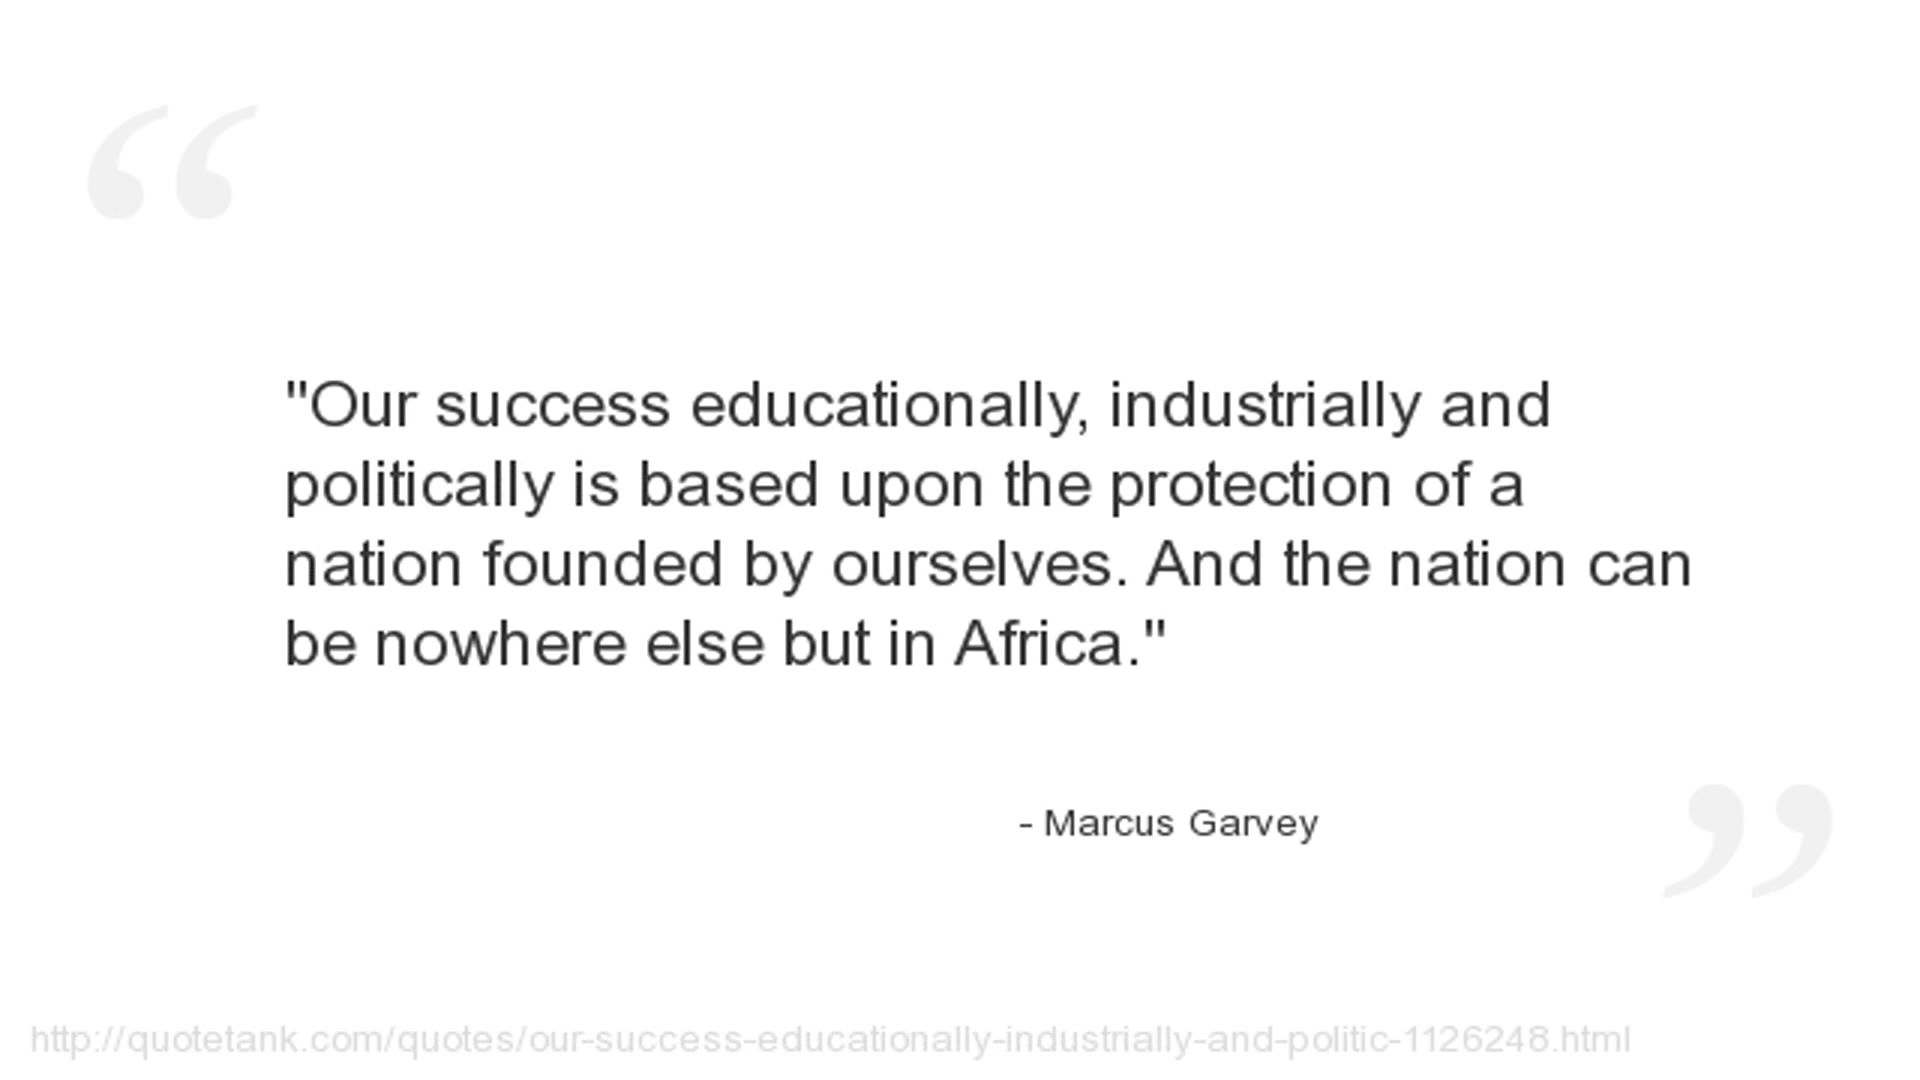 "Our success educationally, industrially and
politically is based upon the protection of a
nation founded by ourselves. And the nation can
be nowhere else but in Africa."
- Marcus Garvey
http://quotetank.com/quotes/our-success-educationally-industrially-and-politic-1126248.html